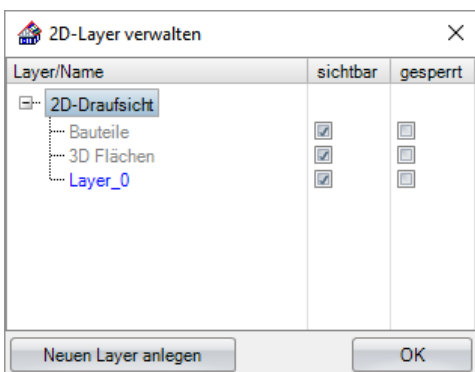 2D-Layer verwalten
Layer/Name sichtbar gesperrt
2D-Draufsicht
Bauteile
3D Flächen
Layer_0
Neuen Layer anlegen OK